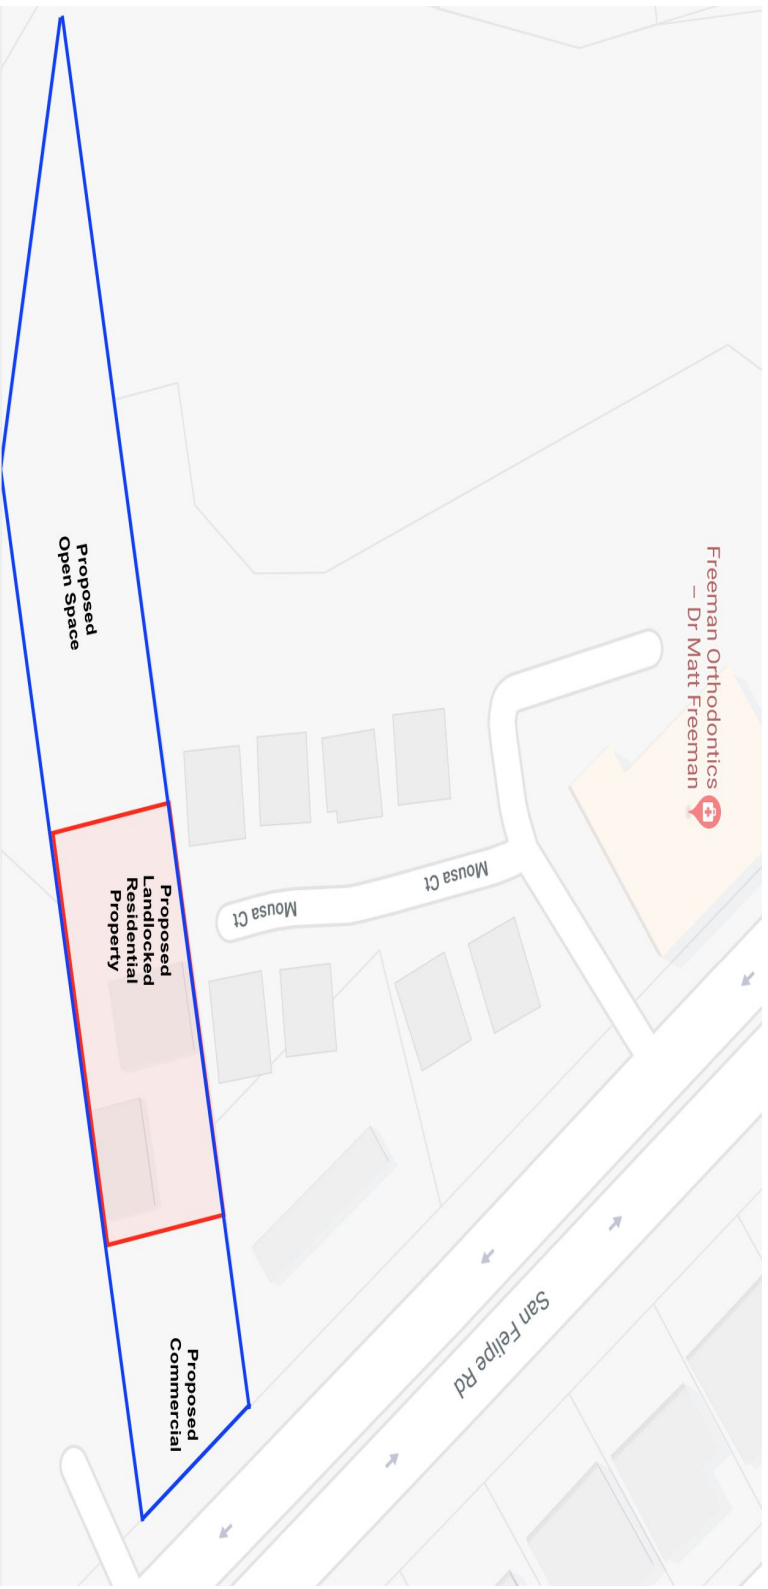 Freeman Orthodontics
– Dr Matt Freeman
Proposed
Open Space
Mousa Ct
Mousa Ct
Proposed
Landlocked
Residential
Property
San Felipe Rd
Proposed
Commercial